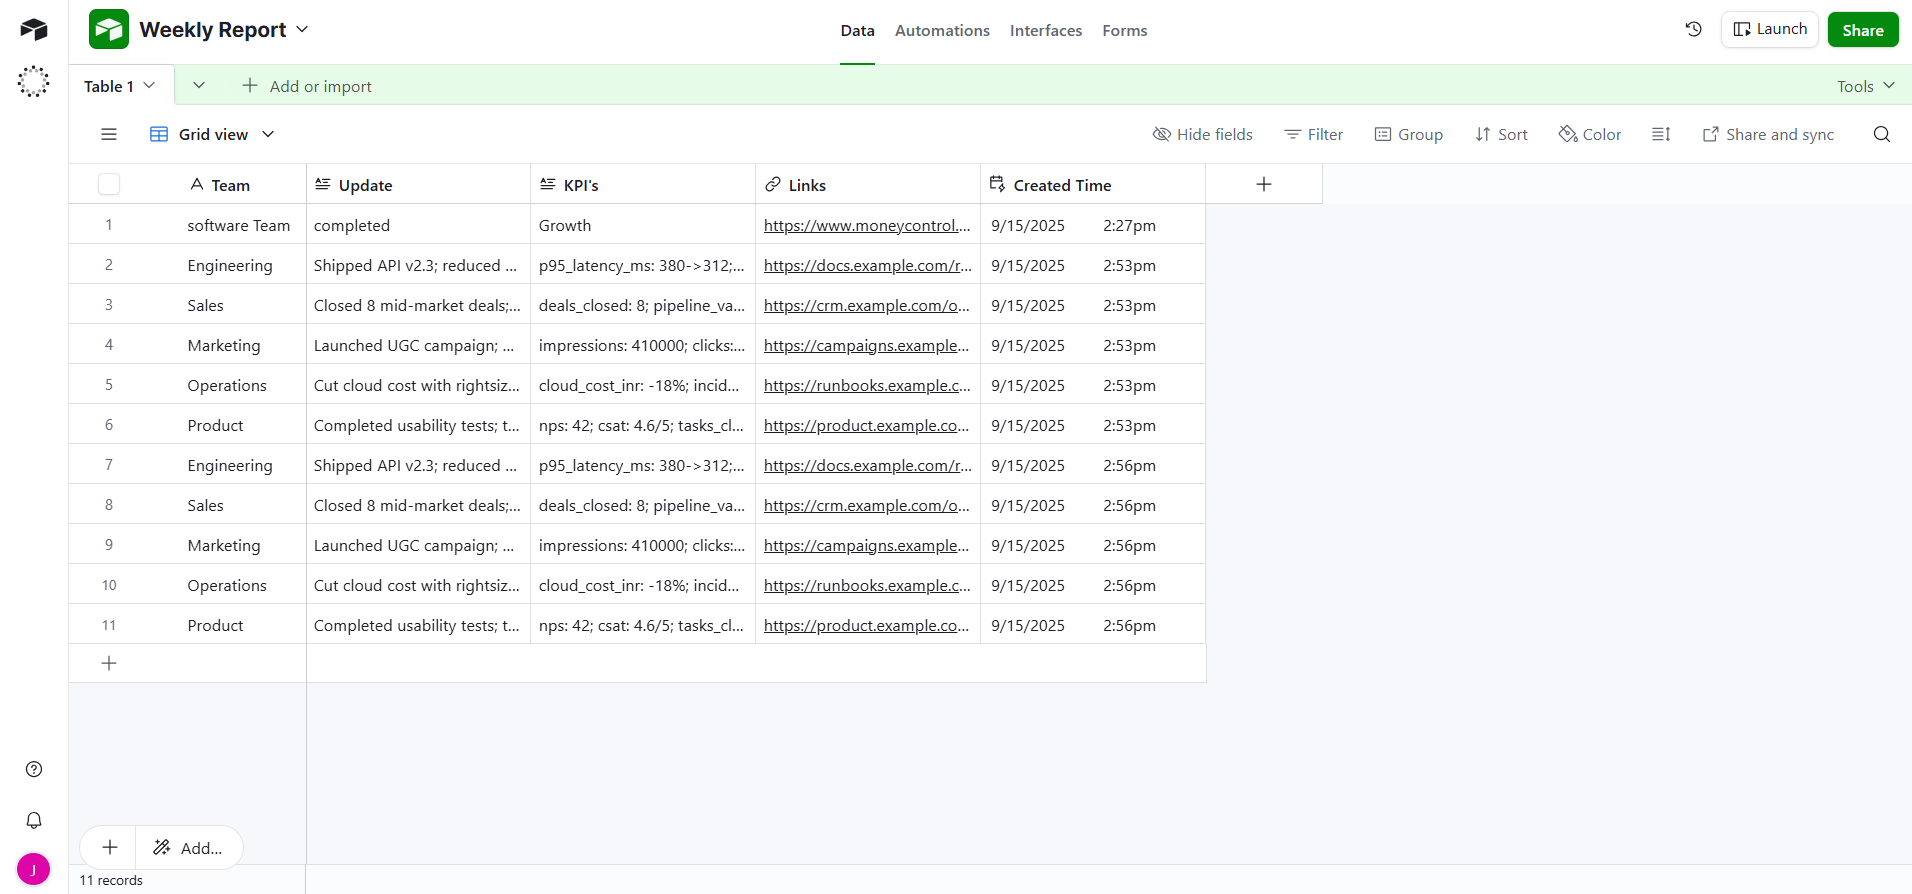 Weekly Report
Data Automations Interfaces Forms
Launch
Share
Table 1
Add or import
Tools
Grid view
Hide fields Filter Group Sort Color Share and sync
Team Update KPI's Links Created Time
1 software Team completed Growth https://www.moneycontrol.... 9/15/2025 2:27pm
2 Engineering Shipped API v2.3; reduced ... p95_latency_ms: 380->312;... https://docs.example.com/r... 9/15/2025 2:53pm
3 Sales Closed 8 mid-market deals;... deals_closed: 8; pipeline_va... https://crm.example.com/o... 9/15/2025 2:53pm
4 Marketing Launched UGC campaign; ... impressions: 410000; clicks:... https://campaigns.example... 9/15/2025 2:53pm
5 Operations Cut cloud cost with rightsiz... cloud_cost_inr: -18%; incid... https://runbooks.example.c... 9/15/2025 2:53pm
6 Product Completed usability tests; t... nps: 42; csat: 4.6/5; tasks_cl... https://product.example.co... 9/15/2025 2:53pm
7 Engineering Shipped API v2.3; reduced ... p95_latency_ms: 380->312;... https://docs.example.com/r... 9/15/2025 2:56pm
8 Sales Closed 8 mid-market deals;... deals_closed: 8; pipeline_va... https://crm.example.com/o... 9/15/2025 2:56pm
9 Marketing Launched UGC campaign; ... impressions: 410000; clicks:... https://campaigns.example... 9/15/2025 2:56pm
10 Operations Cut cloud cost with rightsiz... cloud_cost_inr: -18%; incid... https://runbooks.example.c... 9/15/2025 2:56pm
11 Product Completed usability tests; t... nps: 42; csat: 4.6/5; tasks_cl... https://product.example.co... 9/15/2025 2:56pm
Add...
J
11 records